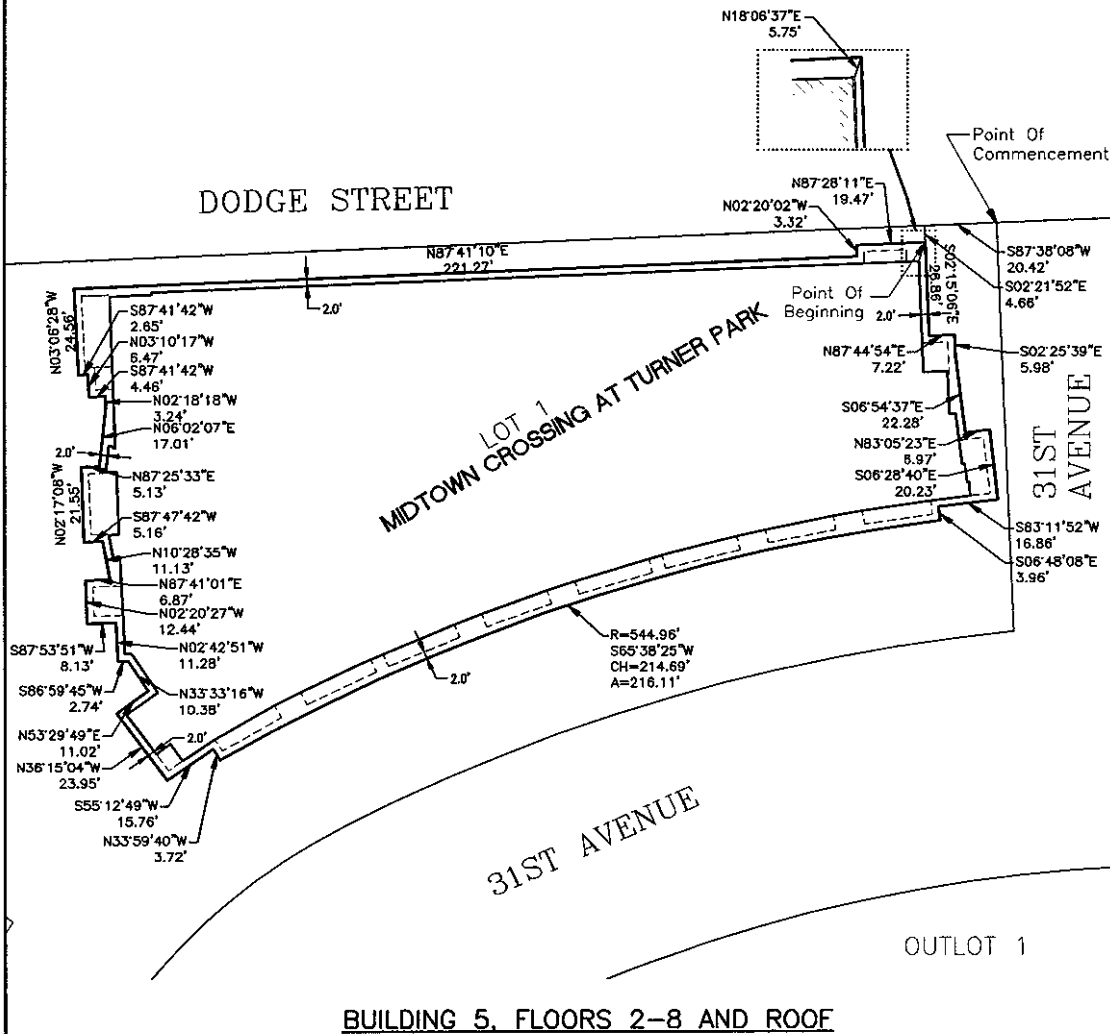 N18°06'37"E
5.75'
Point Of
Commencement
DODGE STREET
N87°28'11"E
19.47'
N02°20'02"W
3.32'
N87°41'10"E
221.27'
S87°38'08"W
20.42'
S02°21'52"E
4.66'
S02°15'06"E
26.86'
Point Of
Beginning
2.0'
2.0'
N87°44'54"E
7.22'
S02°25'39"E
5.98'
S06°54'37"E
22.28'
N83°05'23"E
8.97'
S06°28'40"E
20.23'
31ST
AVENUE
S83°11'52"W
16.86'
S06°48'08"E
3.96'
N03°06'28"W
24.56'
S87°41'42"W
2.65'
N03°10'17"W
6.47'
S87°41'42"W
4.46'
N02°18'18"W
3.24'
N06°02'07"E
17.01'
2.0'
N87°25'33"E
5.13'
N02°17'08"W
21.55'
S87°47'42"W
5.16'
N10°28'35"W
11.13'
N87°41'01"E
6.87'
N02°20'27"W
12.44'
S87°53'51"W
8.13'
N02°42'51"W
11.28'
S86°59'45"W
2.74'
N33°33'16"W
10.38'
N53°29'49"E
11.02'
2.0'
N36°15'04"W
23.95'
S55°12'49"W
15.76'
N33°59'40"W
3.72'
LOT 1
MIDTOWN CROSSING AT TURNER PARK
R=544.96'
S65°38'25"W
CH=214.69'
A=216.11'
2.0'
31ST AVENUE
OUTLOT 1
BUILDING 5, FLOORS 2-8 AND ROOF